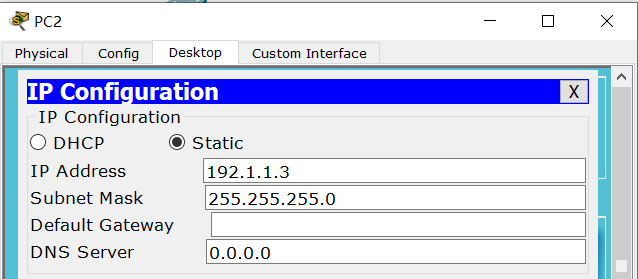 PC2
Physical Config Desktop Custom Interface
IP Configuration X
IP Configuration
DHCP Static
IP Address 192.1.1.3
Subnet Mask 255.255.255.0
Default Gateway
DNS Server 0.0.0.0